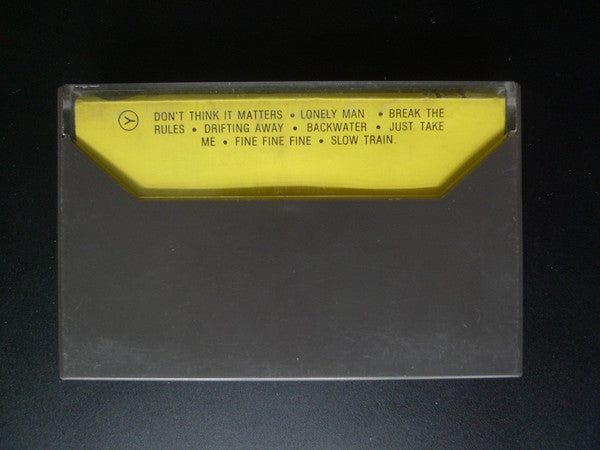 Y DON'T THINK IT MATTERS • LONELY MAN • BREAK THE
RULES • DRIFTING AWAY • BACKWATER • JUST TAKE
ME • FINE FINE FINE • SLOW TRAIN.